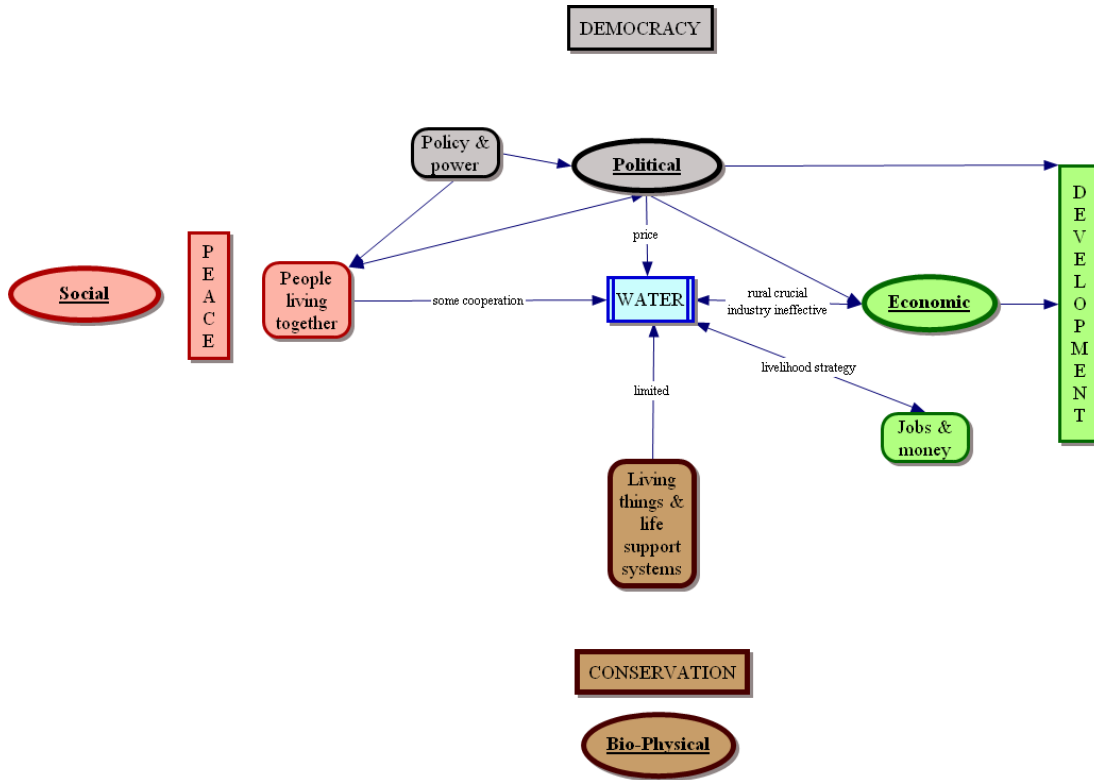 DEMOCRACY
Policy &
power
Political
price
Social
P
E
A
C
E
People
living
together
some cooperation
WATER
rural crucial
industry ineffective
Economic
D
E
V
E
L
O
P
M
E
N
T
livelihood strategy
limited
Jobs &
money
Living
things &
life
support
systems
CONSERVATION
Bio-Physical